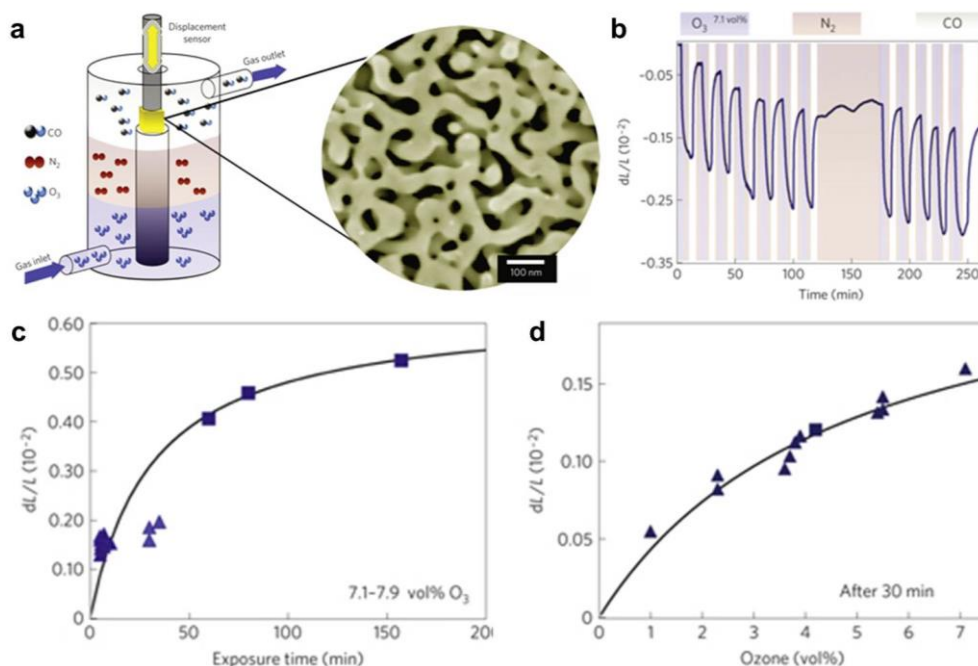 a
Displacement
sensor
Gas outlet
CO
N₂
O₃
Gas inlet
100 nm
b
O₃ 7.1 vol% N₂ CO
-0.05
-0.15
-0.25
-0.35
dL/L (10⁻²)
0 50 100 150 200 250
Time (min)
c
0.60
0.50
0.40
0.30
0.20
0.10
0
dL/L (10⁻²)
7.1–7.9 vol% O₃
0 50 100 150 200
Exposure time (min)
d
0.15
0.10
0.05
0
dL/L (10⁻²)
After 30 min
0 1 2 3 4 5 6 7
Ozone (vol%)